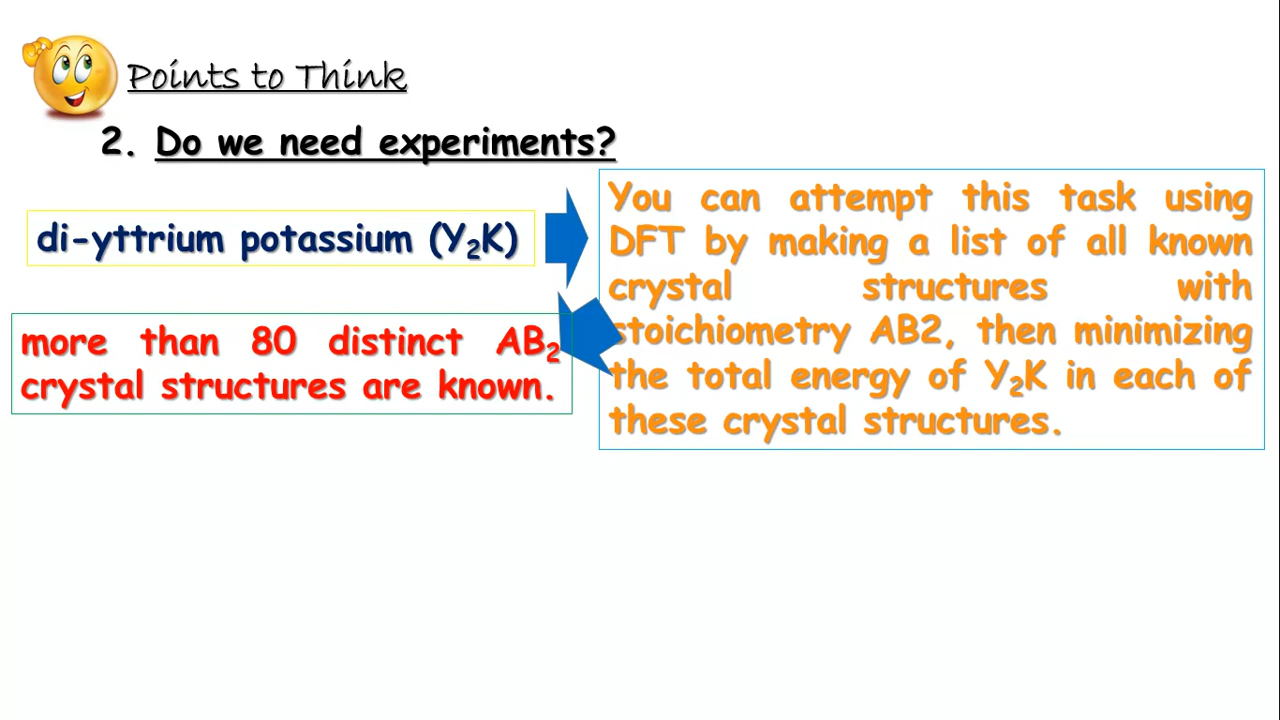 Points to Think
2. Do we need experiments?
di-yttrium potassium (Y₂K)
You can attempt this task using
DFT by making a list of all known
crystal structures with
stoichiometry AB2, then minimizing
the total energy of Y₂K in each of
these crystal structures.
more than 80 distinct AB₂
crystal structures are known.